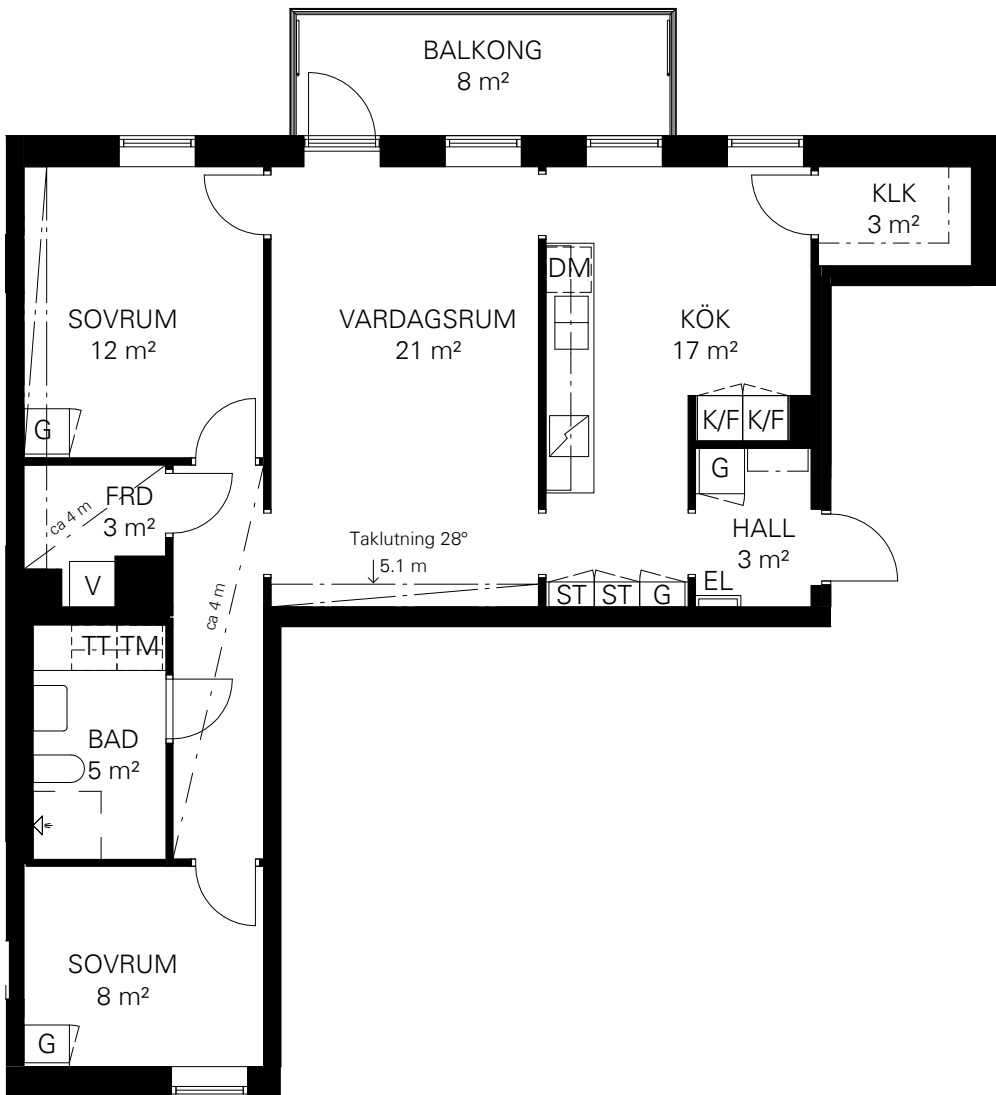 BALKONG
8 m²
KLK
3 m²
DM
SOVRUM
12 m²
VARDAGSRUM
21 m²
KÖK
17 m²
G
K/F K/F
G
FRD
3 m²
ca 4 m
V
Taklutning 28°
5.1 m
HALL
3 m²
EL
ST ST G
ca 4 m
TT TM
BAD
5 m²
SOVRUM
8 m²
G